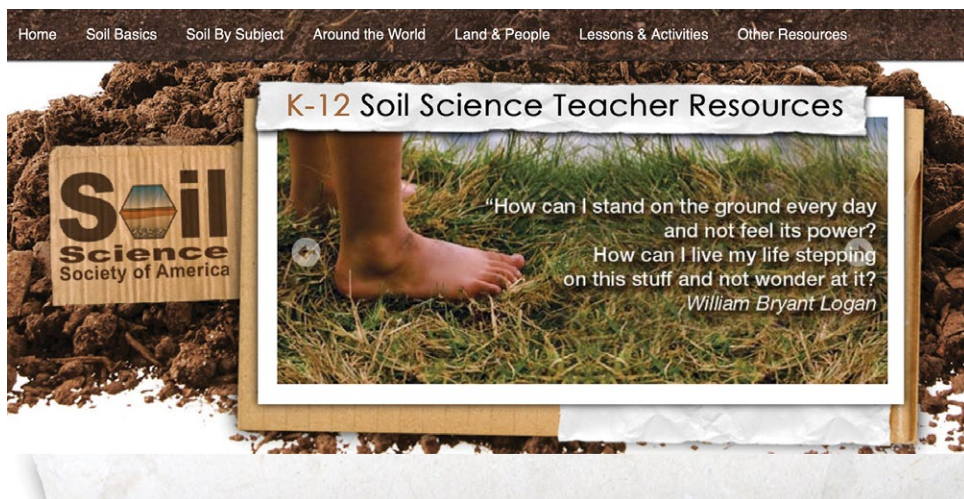 Home Soil Basics Soil By Subject Around the World Land & People Lessons & Activities Other Resources
K-12 Soil Science Teacher Resources
Soil
Science
Society of America
“How can I stand on the ground every day
and not feel its power?
How can I live my life stepping
on this stuff and not wonder at it?
William Bryant Logan